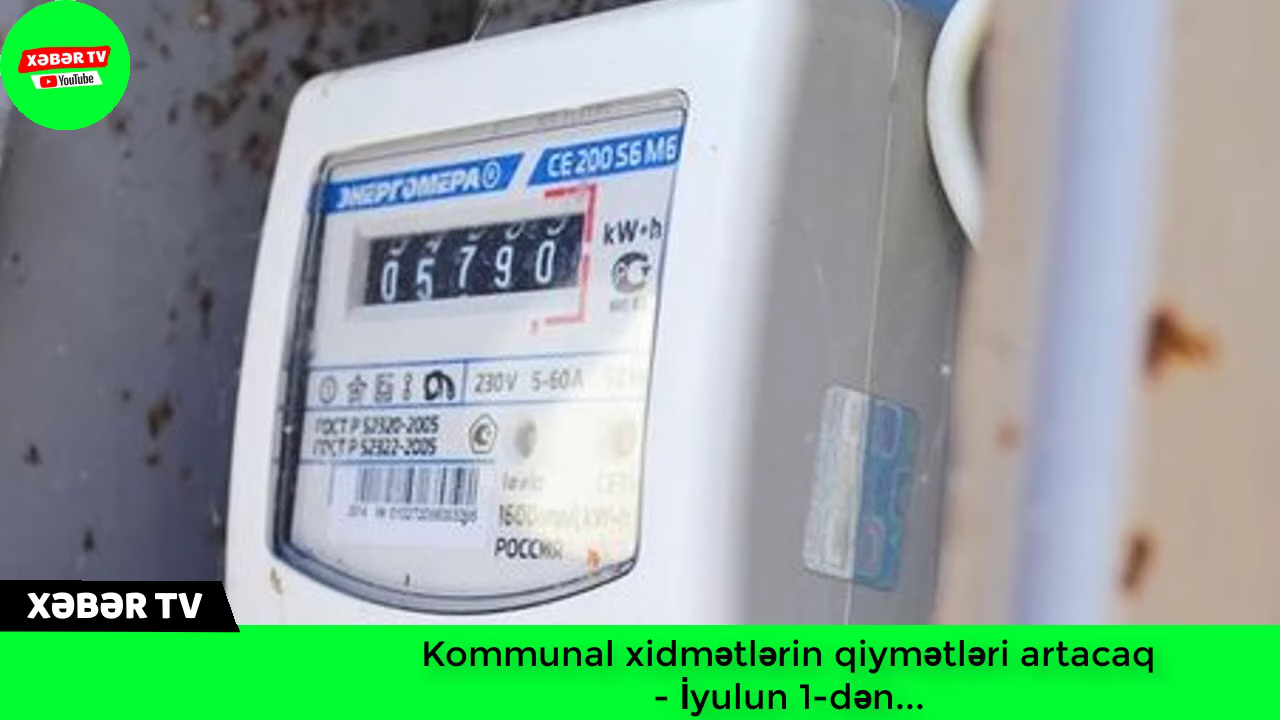 XƏBƏR TV
YouTube
ЭНЕРГОМЕРА® CE 200 S6 M6
05790
kW•h
230V 5-60A
ГОСТ Р 52320-2005
ГОСТ Р 52322-2005
РОССИЯ
XƏBƏR TV
Kommunal xidmətlərin qiymətləri artacaq
- İyulun 1-dən...